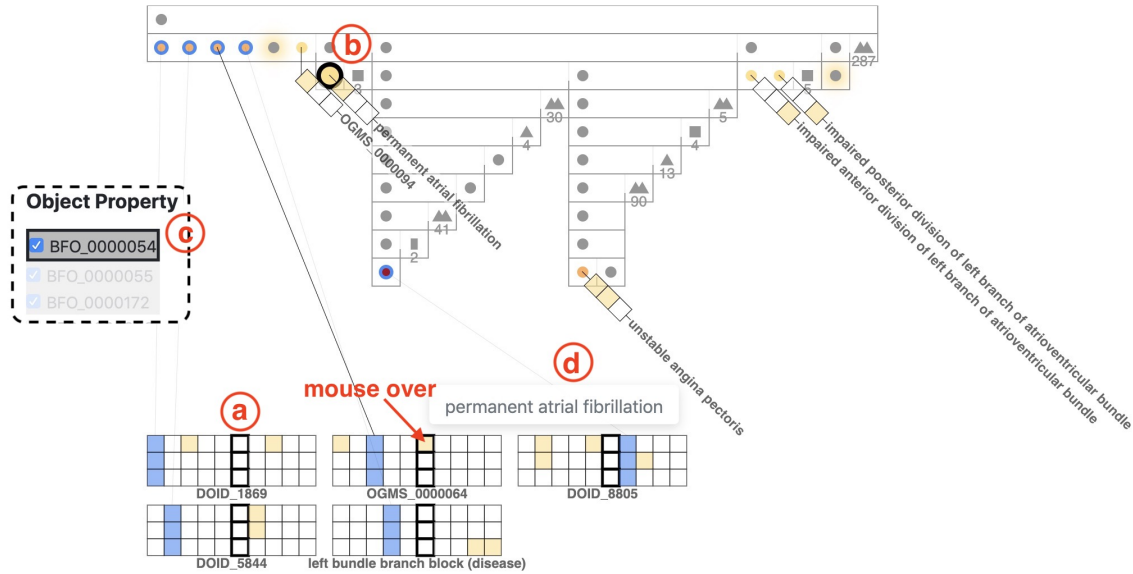 b
287
3
5
30
5
4
4
OGMS_0000094
permanent atrial fibrillation
impaired anterior division of left branch of atrioventricular bundle
impaired posterior division of left branch of atrioventricular bundle
13
90
Object Property
c
BFO_0000054
BFO_0000055
BFO_0000172
41
2
unstable angina pectoris
d
mouse over
permanent atrial fibrillation
a
DOID_1869
OGMS_0000064
DOID_8805
DOID_5844
left bundle branch block (disease)